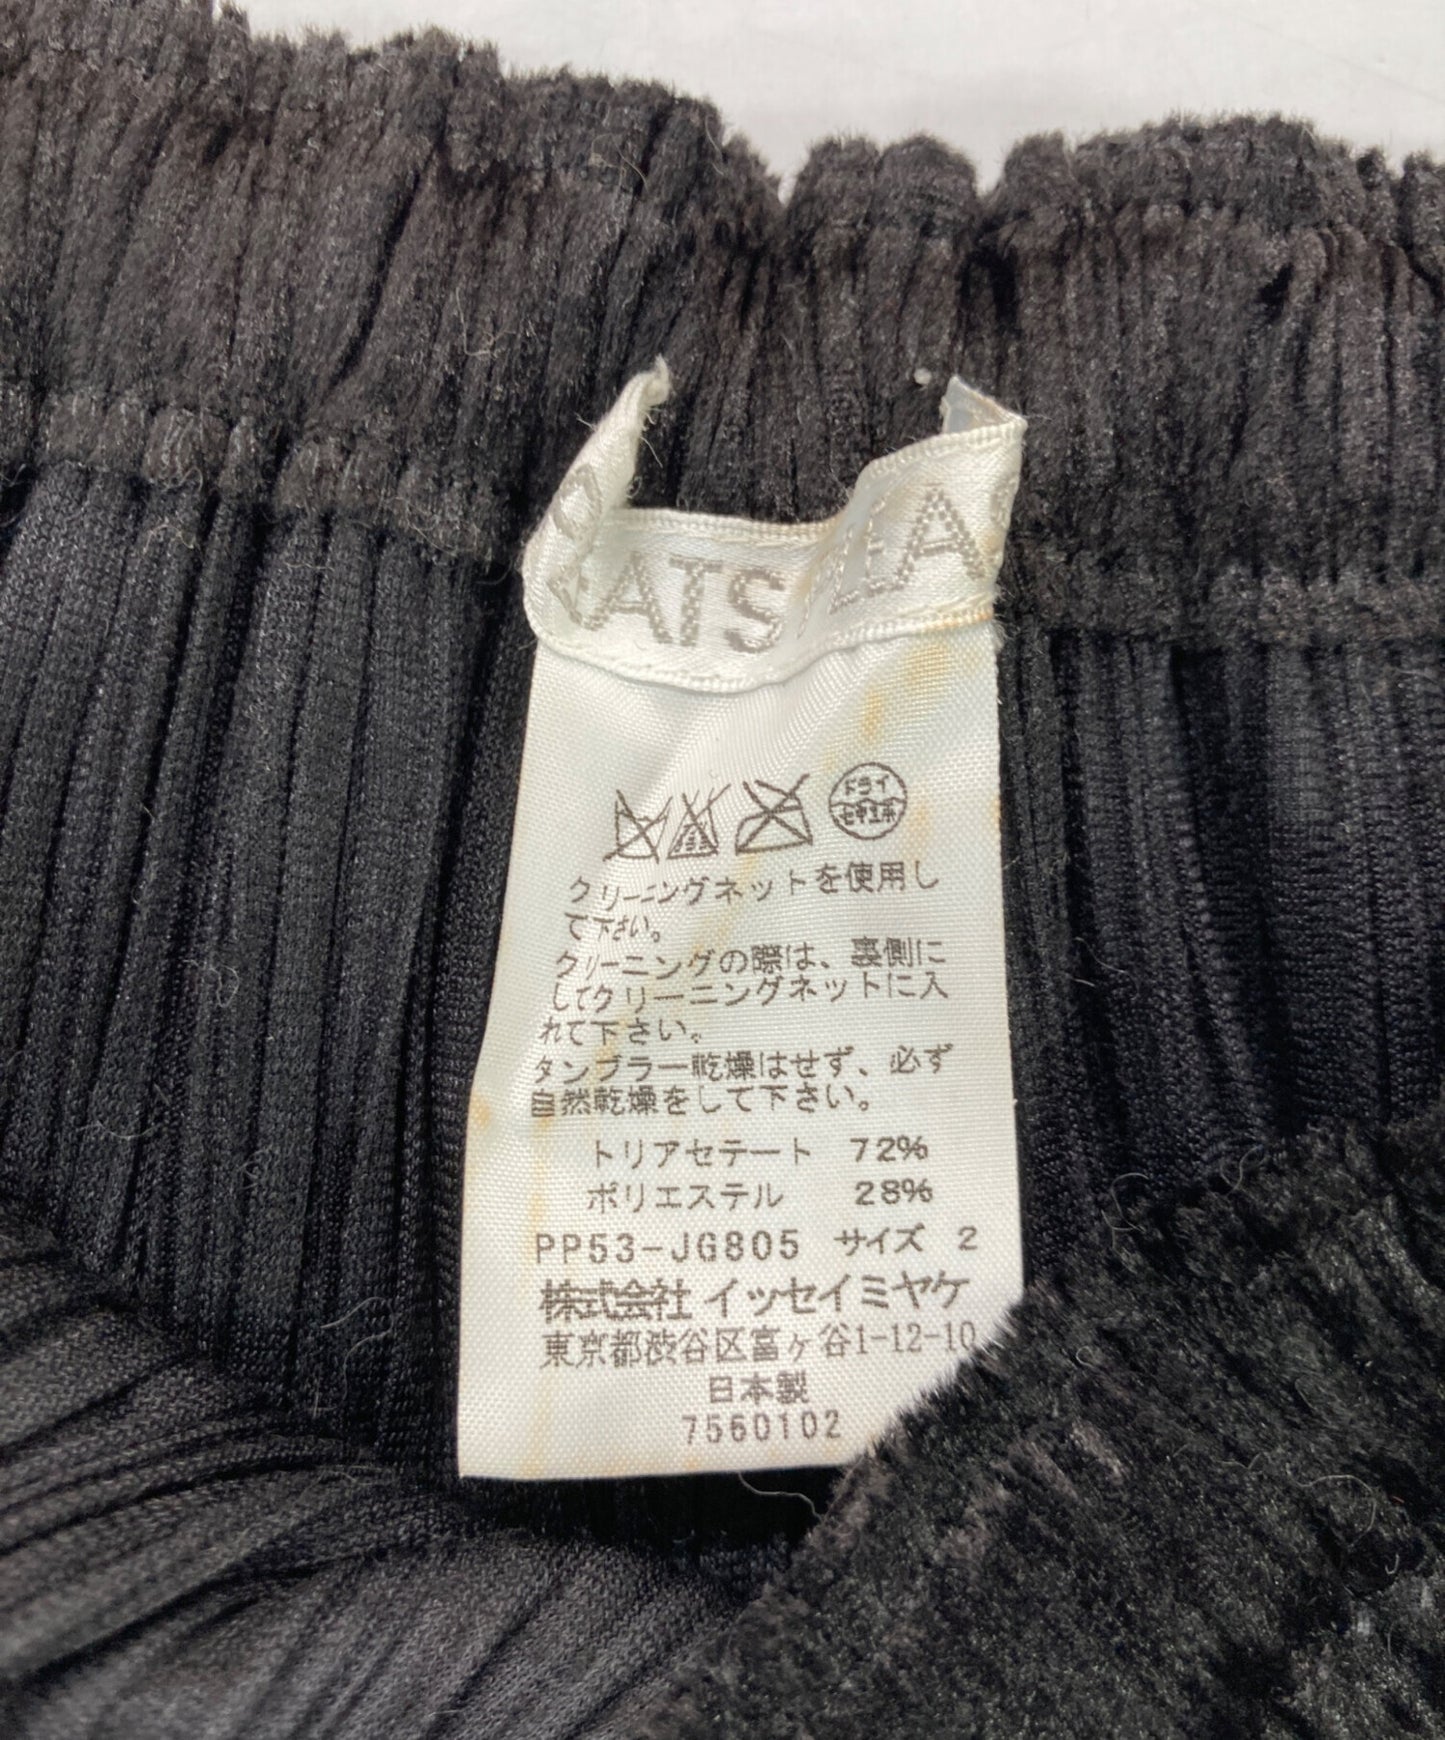 ドライ
セキユ系
クリーニングネットを使用し
て下さい。
クリーニングの際は、裏側に
してクリーニングネットに入
れて下さい。
タンブラー乾燥はせず、必ず
自然乾燥をして下さい。
トリアセテート 72%
ポリエステル 28%
PP53-JG805 サイズ 2
株式会社 イッセイミヤケ
東京都渋谷区富ヶ谷1-12-10
日本製
7560102